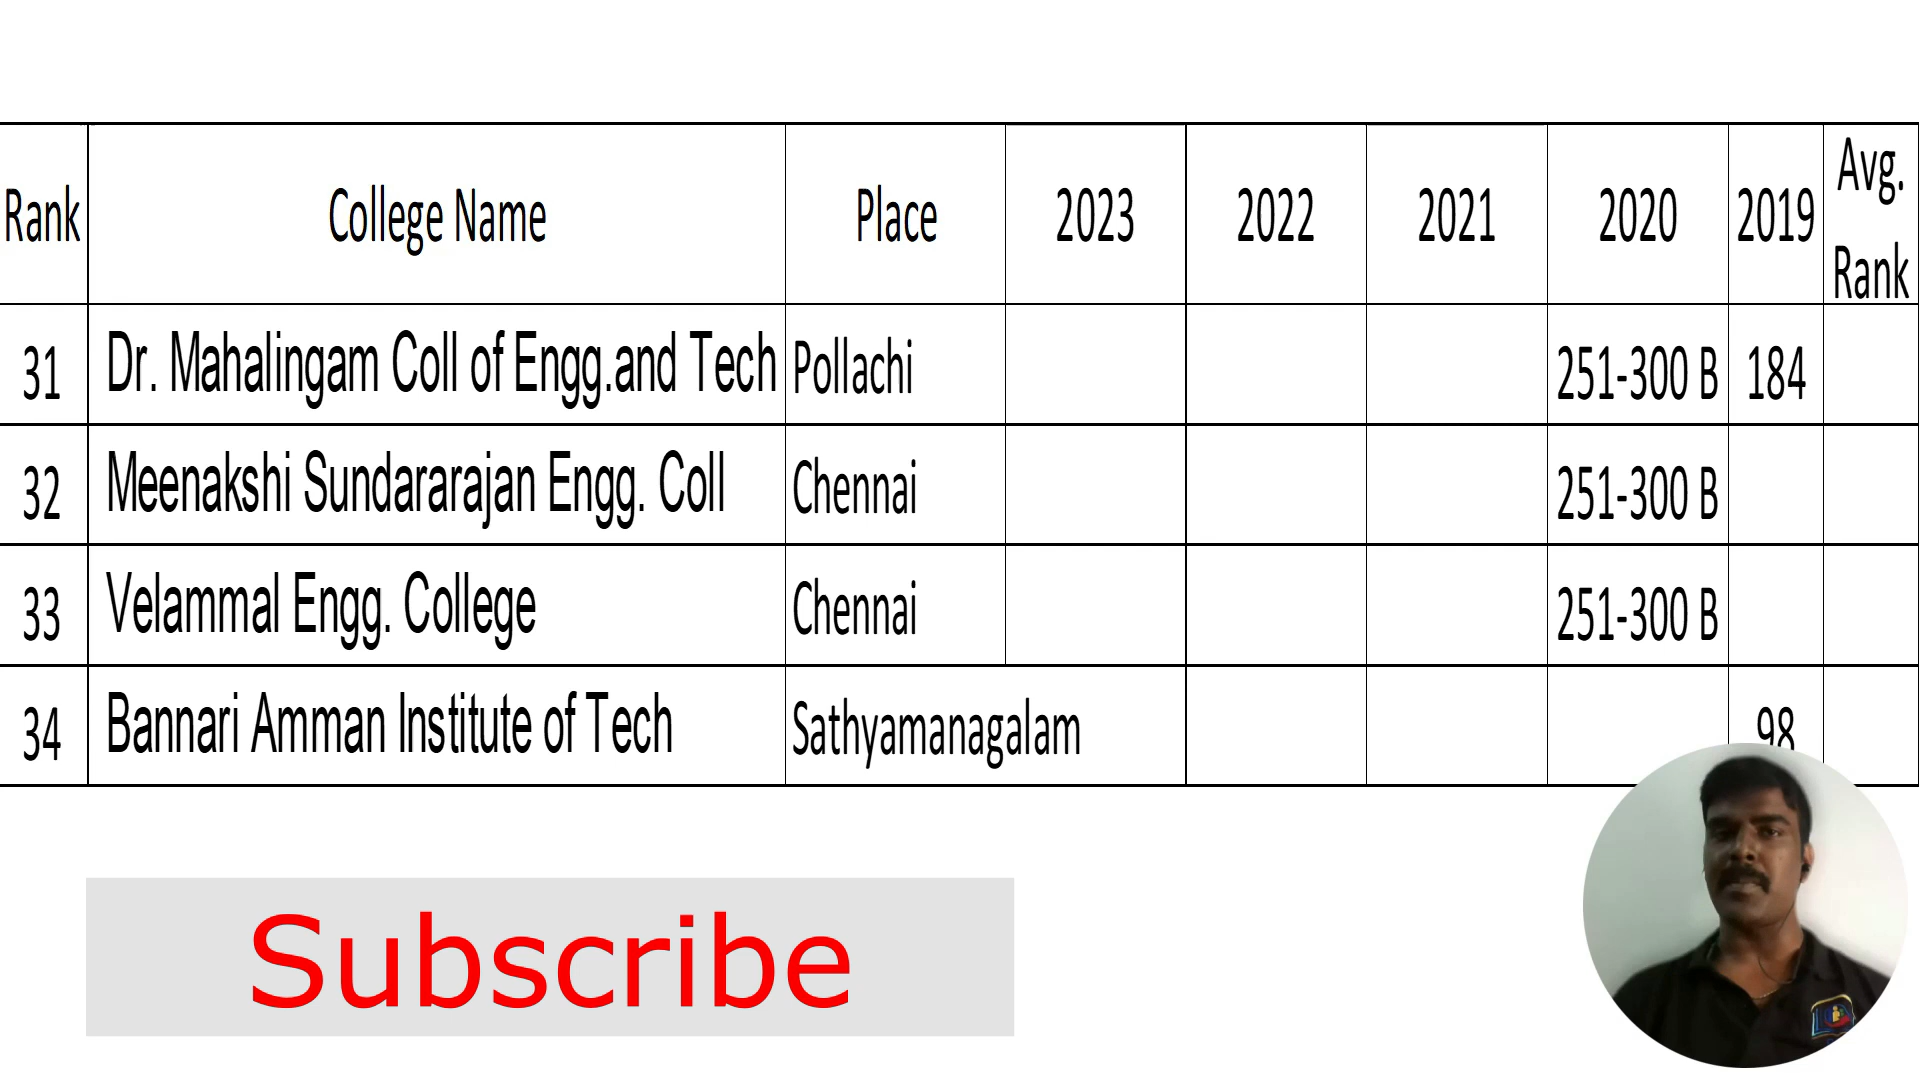 Rank College Name Place 2023 2022 2021 2020 2019 Avg. Rank
31 Dr. Mahalingam Coll of Engg.and Tech Pollachi 251-300 B 184
32 Meenakshi Sundararajan Engg. Coll Chennai 251-300 B
33 Velammal Engg. College Chennai 251-300 B
34 Bannari Amman Institute of Tech Sathyamanagalam 98
Subscribe